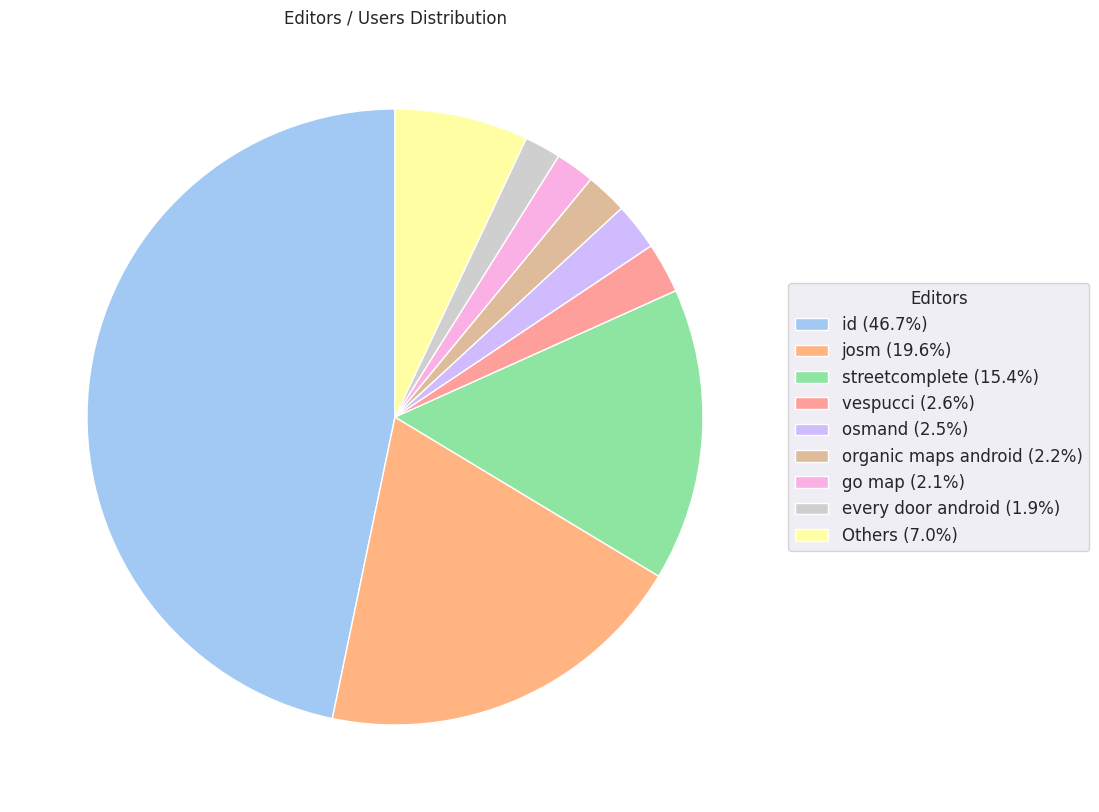 Editors / Users Distribution
Editors
id (46.7%)
josm (19.6%)
streetcomplete (15.4%)
vespucci (2.6%)
osmand (2.5%)
organic maps android (2.2%)
go map (2.1%)
every door android (1.9%)
Others (7.0%)